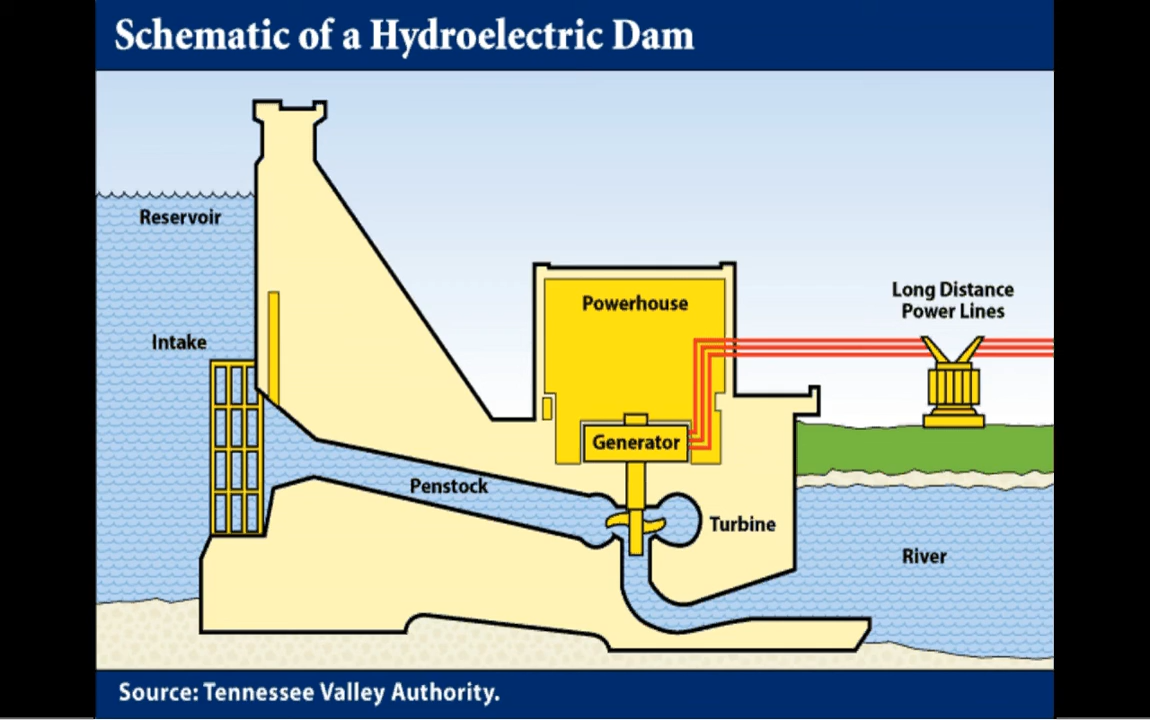 Schematic of a Hydroelectric Dam
Reservoir
Intake
Powerhouse
Long Distance
Power Lines
Generator
Penstock
Turbine
River
Source: Tennessee Valley Authority.